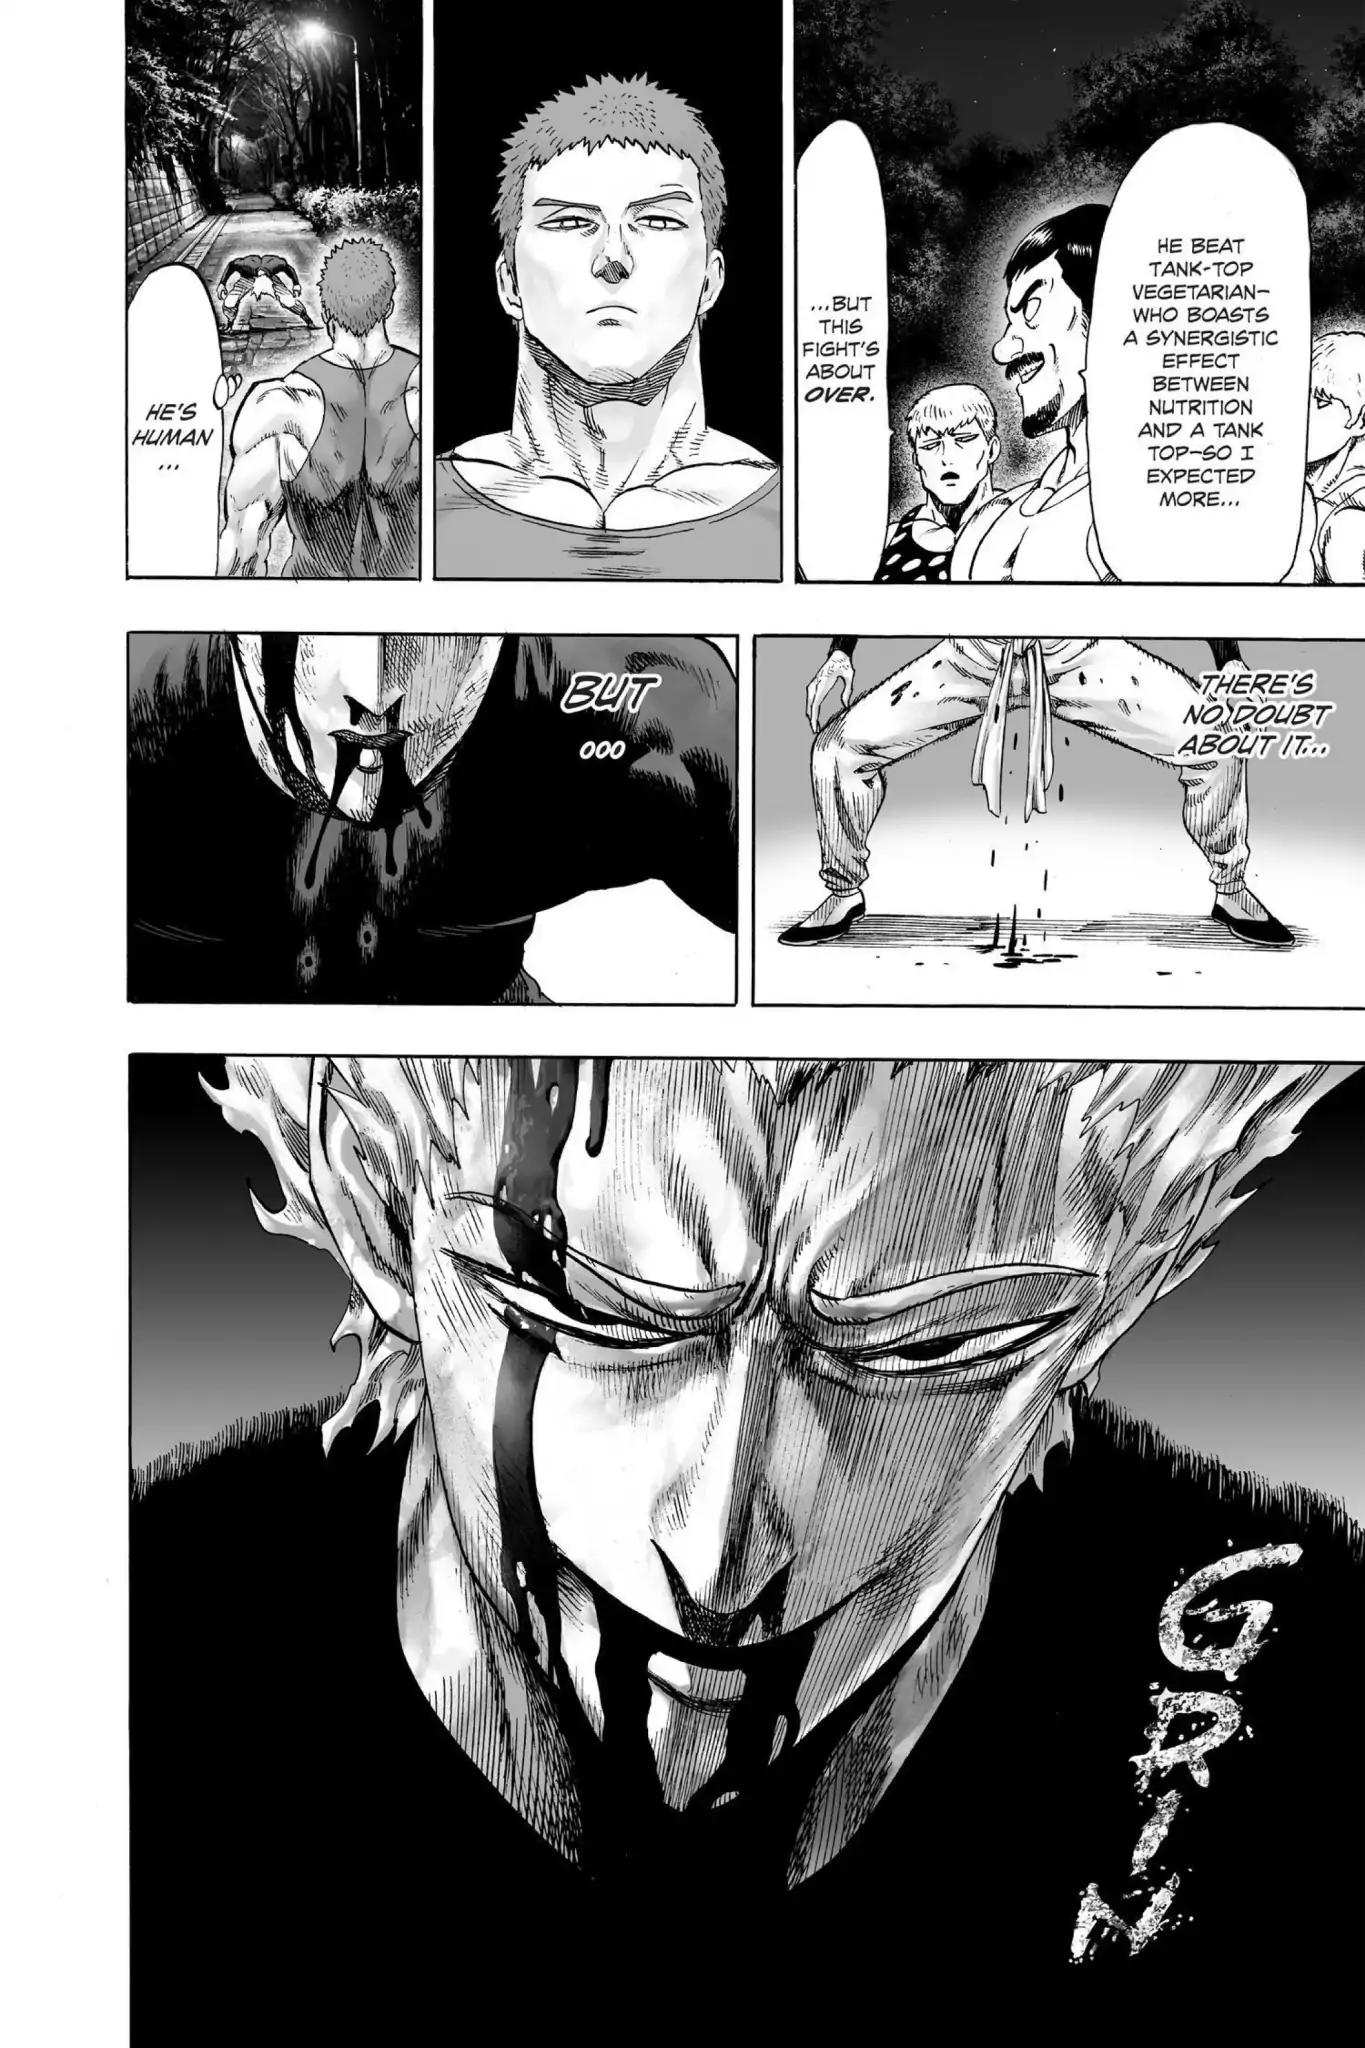 HE BEAT
TANK-TOP
VEGETARIAN–
WHO BOASTS
A SYNERGISTIC
EFFECT
BETWEEN
NUTRITION
AND A TANK
TOP–SO I
EXPECTED
MORE...
...BUT THIS
FIGHT'S
ABOUT
OVER.
HE'S
HUMAN
...
THERE'S
NO DOUBT
ABOUT IT...
BUT
...
GRIN